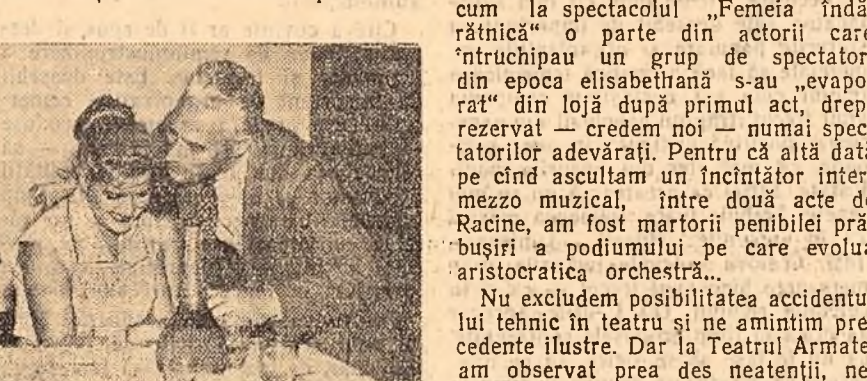 cum la spectacolul „Femeia îndă
rătnică“ o parte din actorii care
întruchipau un grup de spectator
din epoca elisabethană s-au „evapo
rat“ din lojă după primul act, drep
rezervat — credem noi — numai spec
tatorilor adevărați. Pentru că altă dată
pe cînd ascultam un încîntător inter
mezzo muzical, între două acte de
Racine, am fost martorii penibilei pră
bușiri a podiumului pe care evolua
aristocratica orchestră...
Nu excludem posibilitatea accidentu
lui tehnic în teatru și ne amintim pre
cedente ilustre. Dar la Teatrul Armate
am observat prea des neatenții, ne